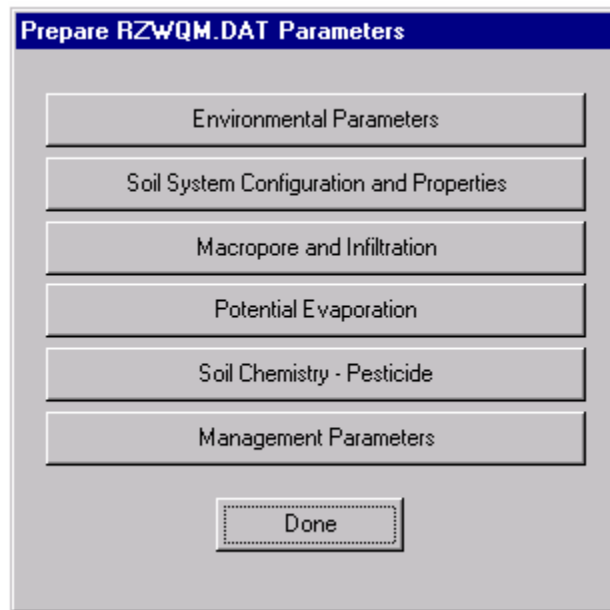 Prepare RZWQM.DAT Parameters
Environmental Parameters
Soil System Configuration and Properties
Macropore and Infiltration
Potential Evaporation
Soil Chemistry - Pesticide
Management Parameters
Done